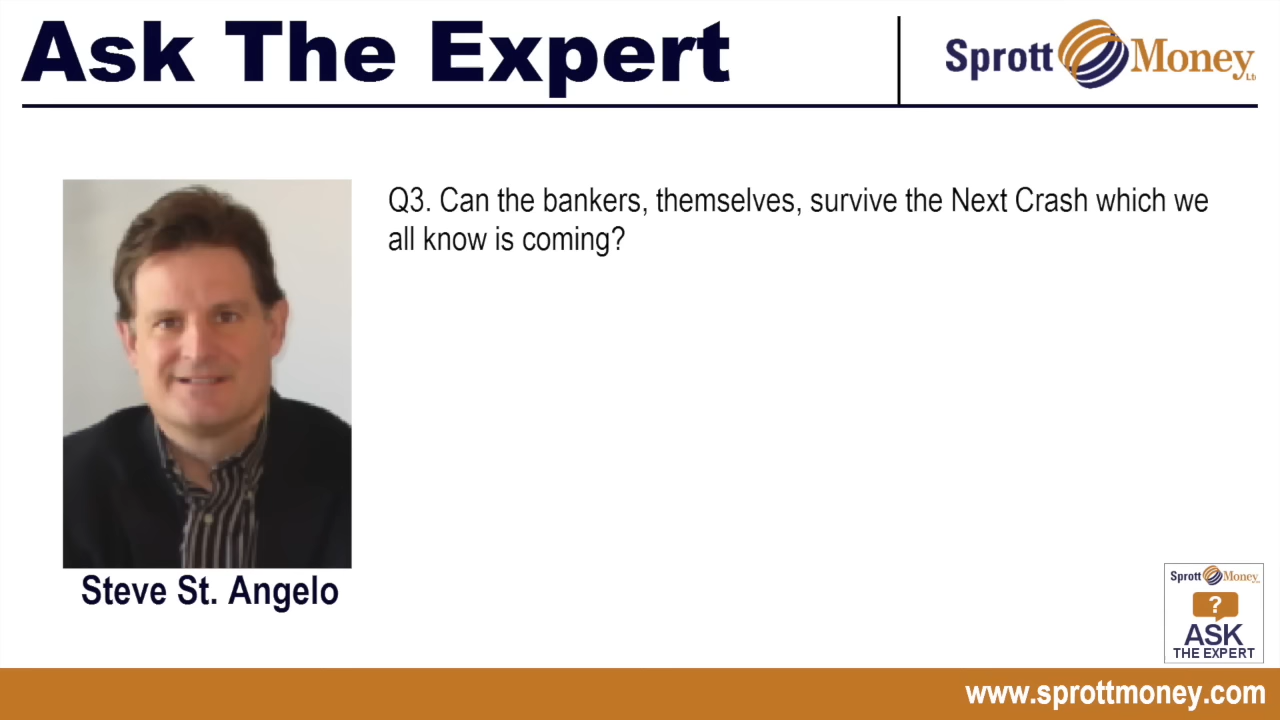 Ask The Expert
Sprott Money Ltd
Q3. Can the bankers, themselves, survive the Next Crash which we
all know is coming?
Steve St. Angelo
Sprott Money
?
ASK
THE EXPERT
www.sprottmoney.com